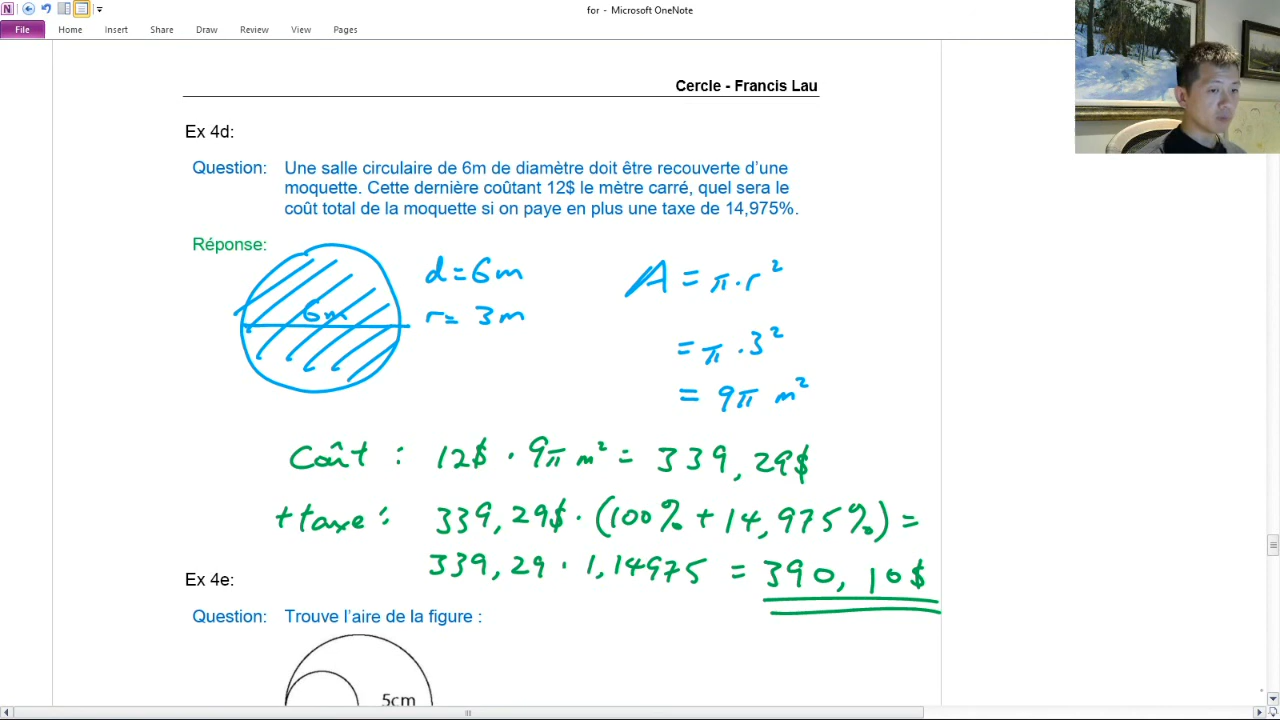 for - Microsoft OneNote
File Home Insert Share Draw Review View Pages
Cercle - Francis Lau
Ex 4d:
Question: Une salle circulaire de 6m de diamètre doit être recouverte d’une
moquette. Cette dernière coûtant 12$ le mètre carré, quel sera le
coût total de la moquette si on paye en plus une taxe de 14,975%.
Réponse:
6m
d = 6m
r = 3m
A = π · r²
= π · 3²
= 9π m²
Coût : 12$ · 9π m² = 339,29$
+ taxe : 339,29$ · (100% + 14,975%) =
339,29 · 1,14975 = 390,10$
Ex 4e:
Question: Trouve l’aire de la figure :
5cm